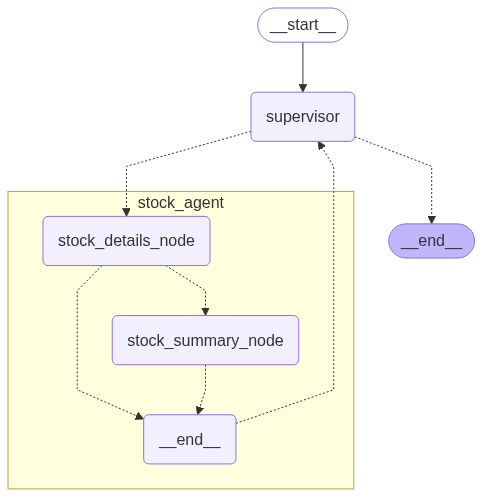 __start__
supervisor
stock_agent
stock_details_node
__end__
stock_summary_node
__end__